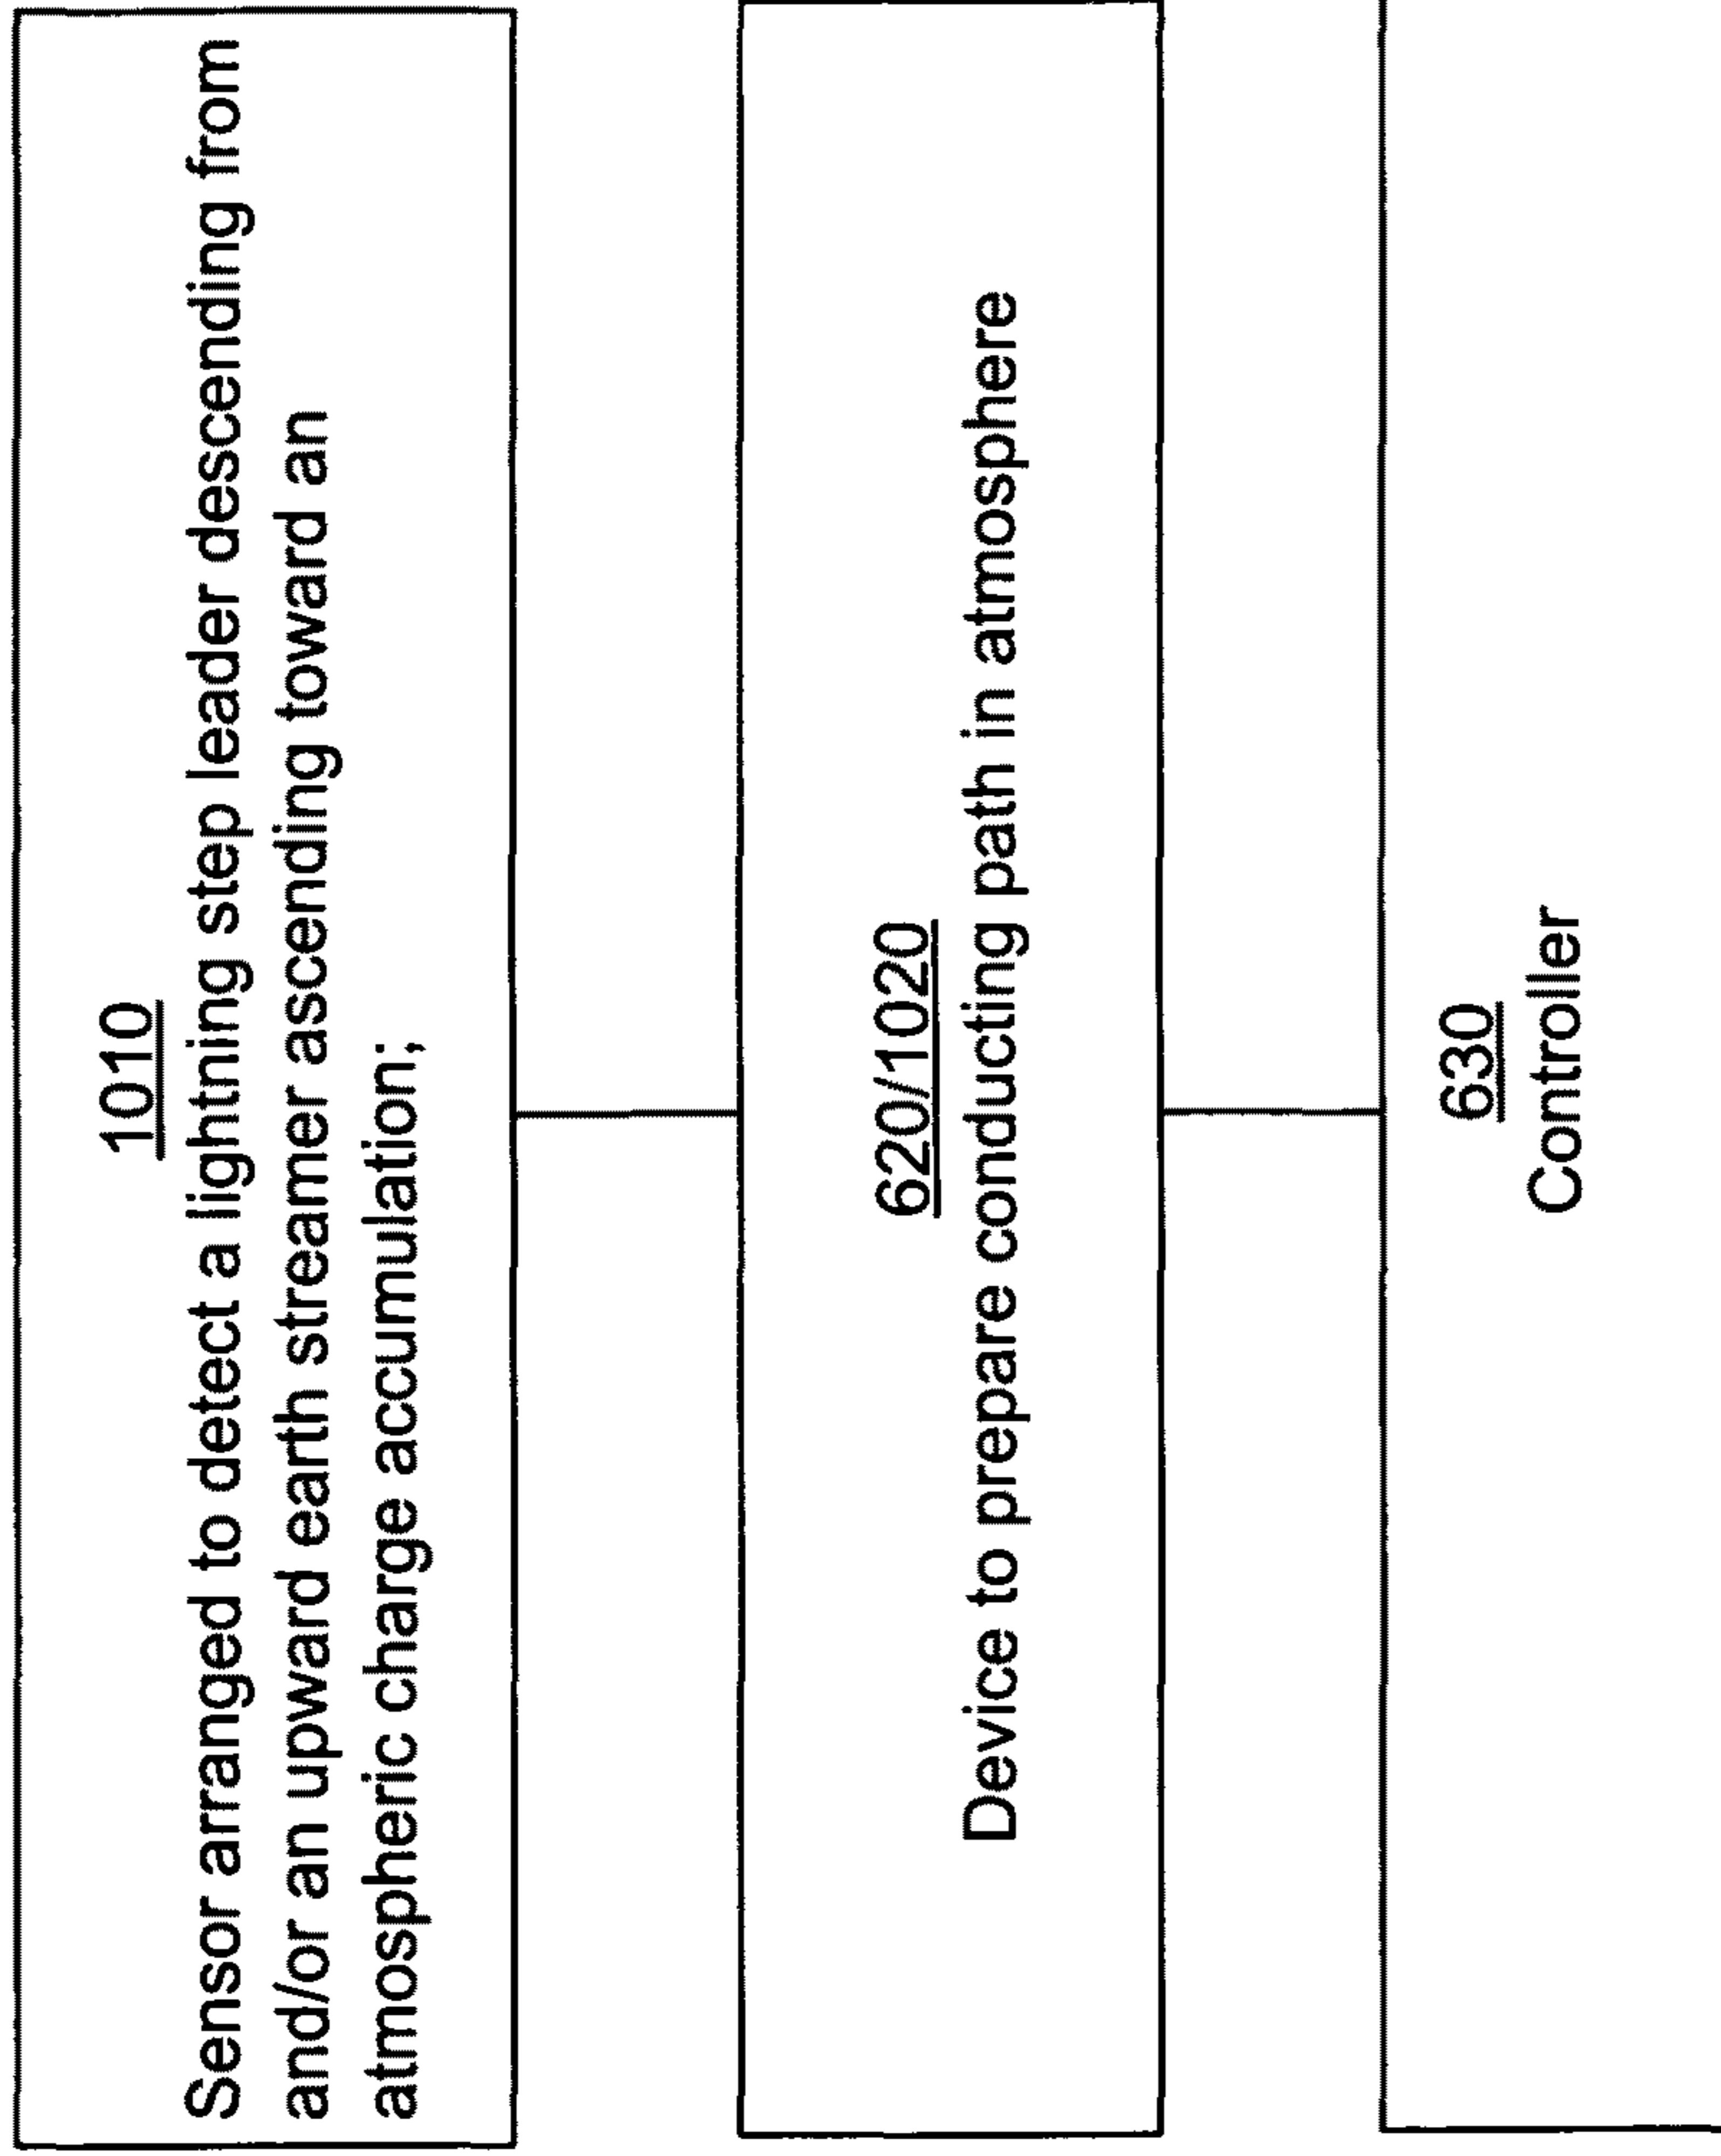 1010
Sensor arranged to detect a lightning step leader descending from
and/or an upward earth streamer ascending toward an
atmospheric charge accumulation;
620/1020
Device to prepare conducting path in atmosphere
630
Controller